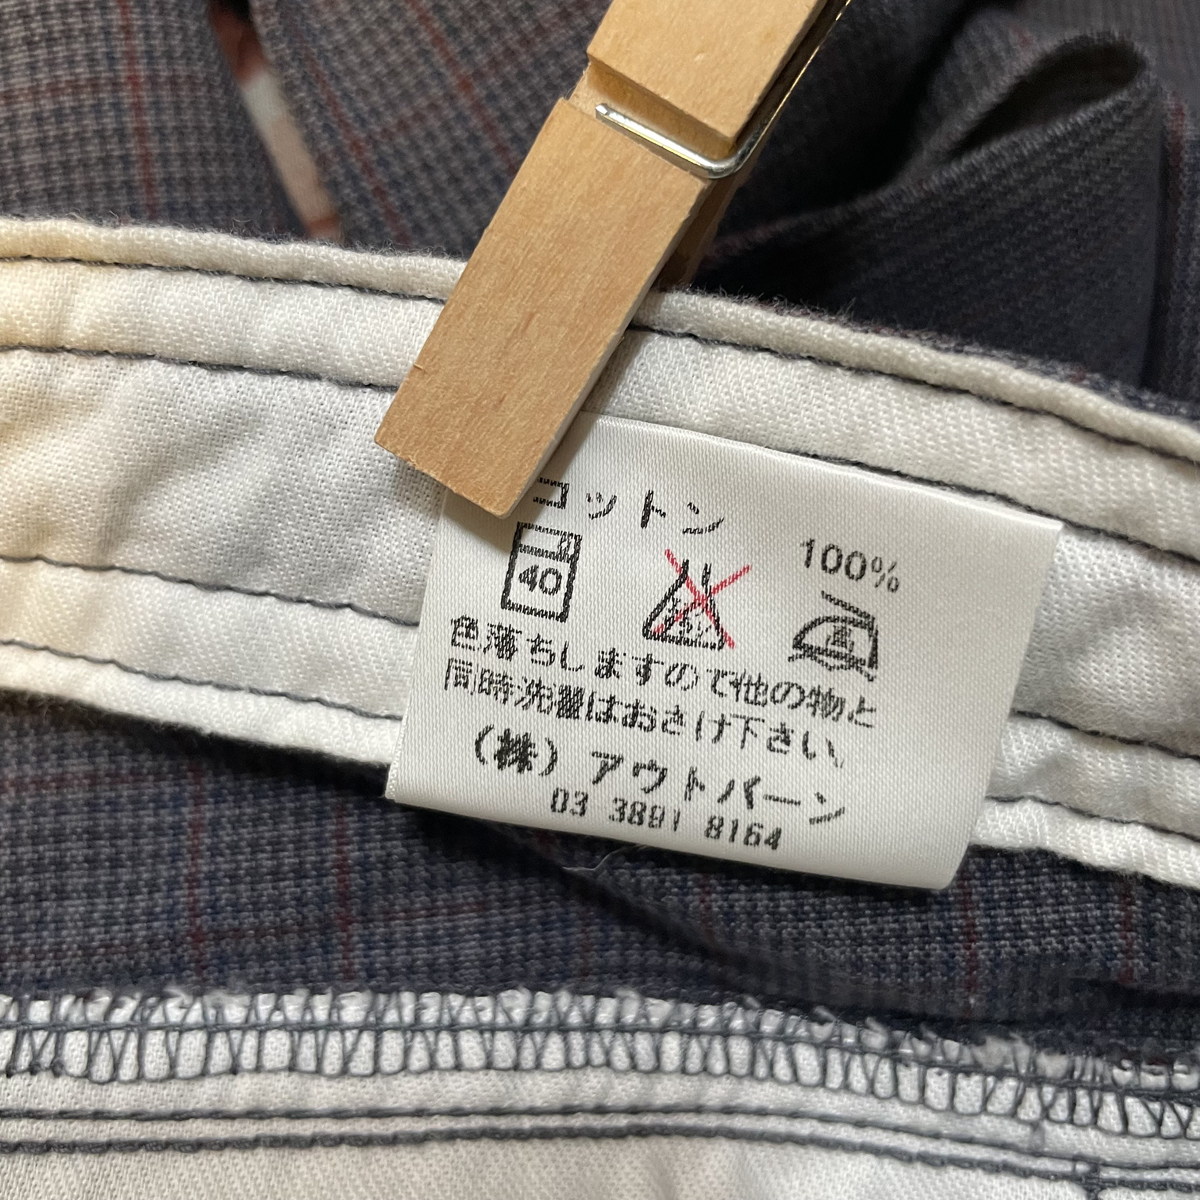 コットン
100%
40
高
色落ちしますので他の物と
同時洗濯はおさけ下さい、
(株) アウトバーン
03 3891 8164